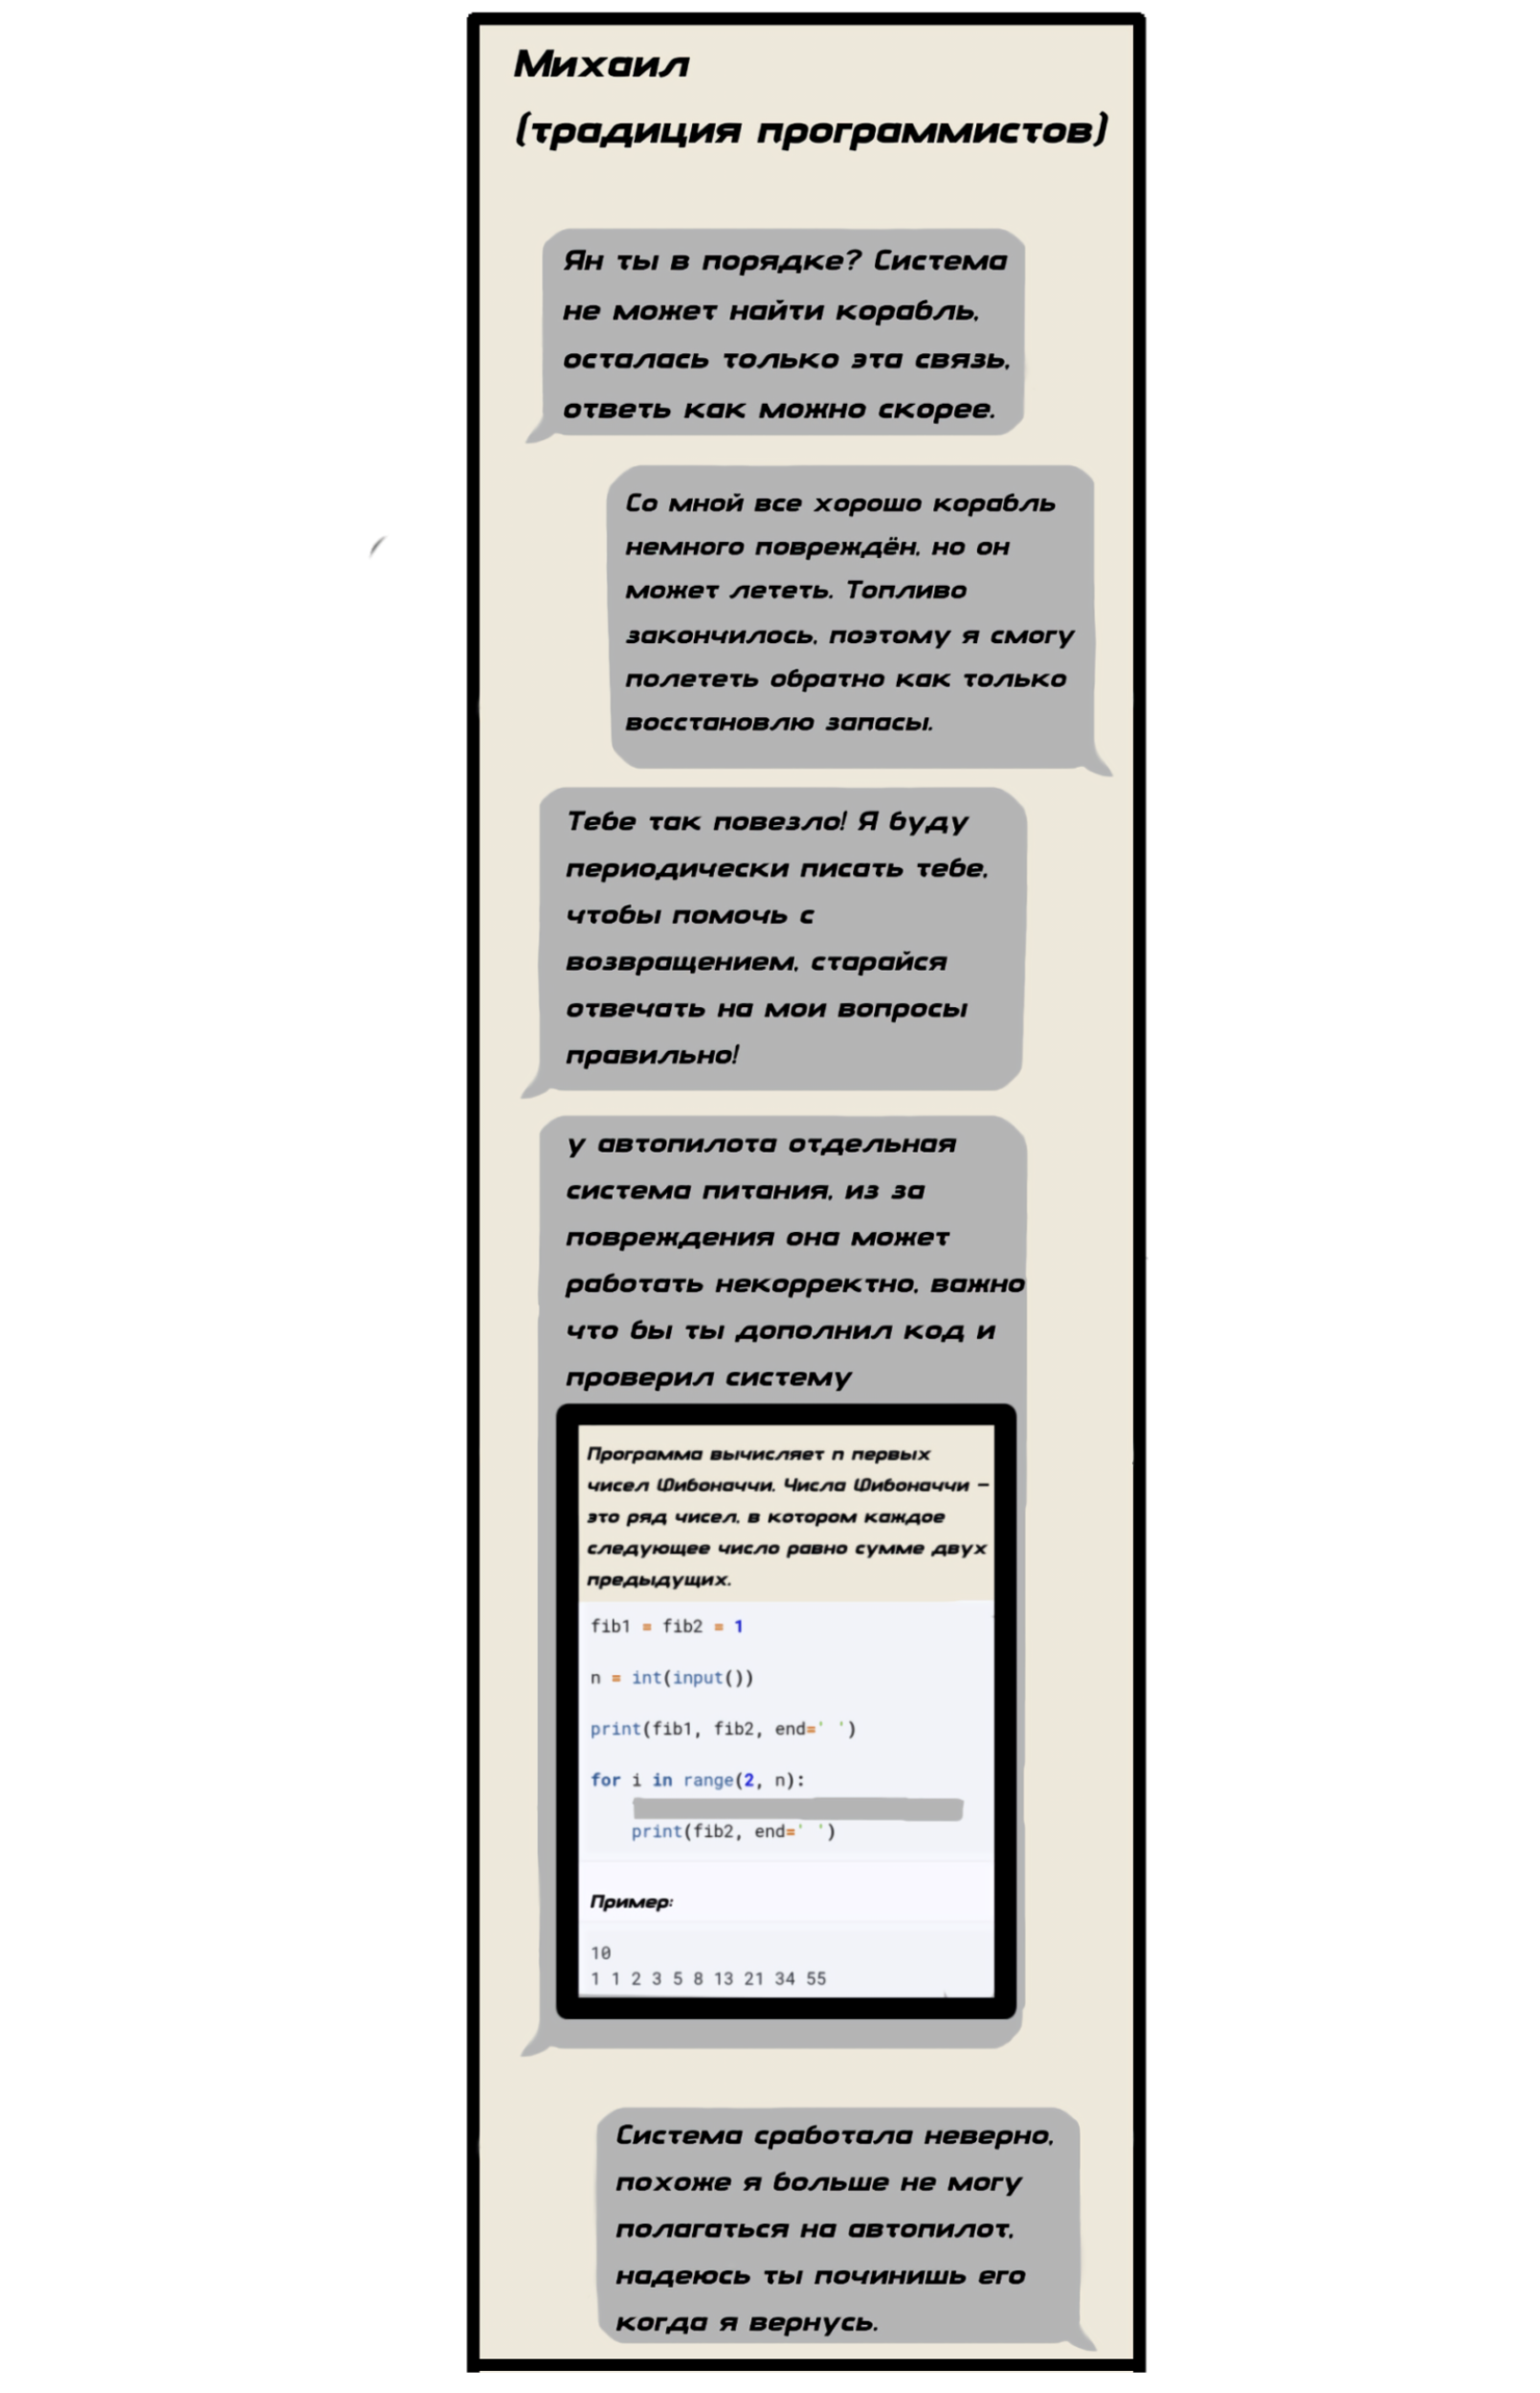 Михаил
(традиция программистов)
Ян ты в порядке? Система
не может найти корабль,
осталась только эта связь,
ответь как можно скорее.
Со мной все хорошо корабль
немного повреждён, но он
может лететь. Топливо
закончилось, поэтому я смогу
полететь обратно как только
восстановлю запасы.
Тебе так повезло! Я буду
периодически писать тебе,
чтобы помочь с
возвращением, старайся
отвечать на мои вопросы
правильно!
у автопилота отдельная
система питания, из за
повреждения она может
работать некорректно, важно
что бы ты дополнил код и
проверил систему
Программа вычисляет n первых
чисел Фибоначчи. Числа Фибоначчи –
это ряд чисел, в котором каждое
следующее число равно сумме двух
предыдущих.
fib1 = fib2 = 1
n = int(input())
print(fib1, fib2, end=' ')
for i in range(2, n):
print(fib2, end=' ')
Пример:
10
1 1 2 3 5 8 13 21 34 55
Система сработала неверно,
похоже я больше не могу
полагаться на автопилот,
надеюсь ты починишь его
когда я вернусь.